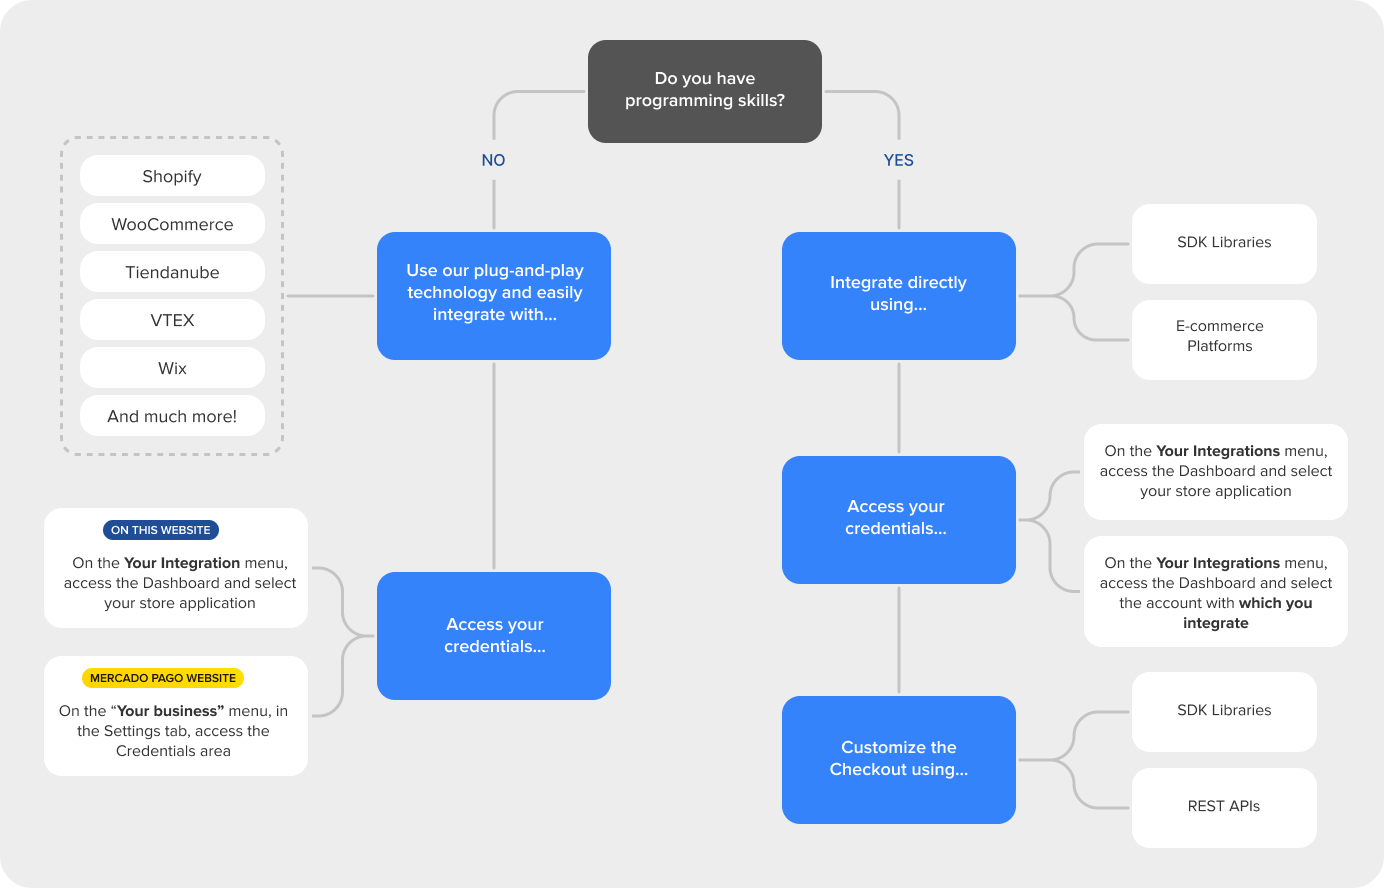 Do you have
programming skills?
NO
YES
Shopify
WooCommerce
Tiendanube
VTEX
Wix
And much more!
Use our plug-and-play
technology and easily
integrate with...
Integrate directly
using...
SDK Libraries
E-commerce
Platforms
ON THIS WEBSITE
On the Your Integration menu,
access the Dashboard and select
your store application
MERCADO PAGO WEBSITE
On the “Your business” menu, in
the Settings tab, access the
Credentials area
Access your
credentials...
Access your
credentials...
On the Your Integrations menu,
access the Dashboard and select
your store application
On the Your Integrations menu,
access the Dashboard and select
the account with which you
integrate
Customize the
Checkout using...
SDK Libraries
REST APIs